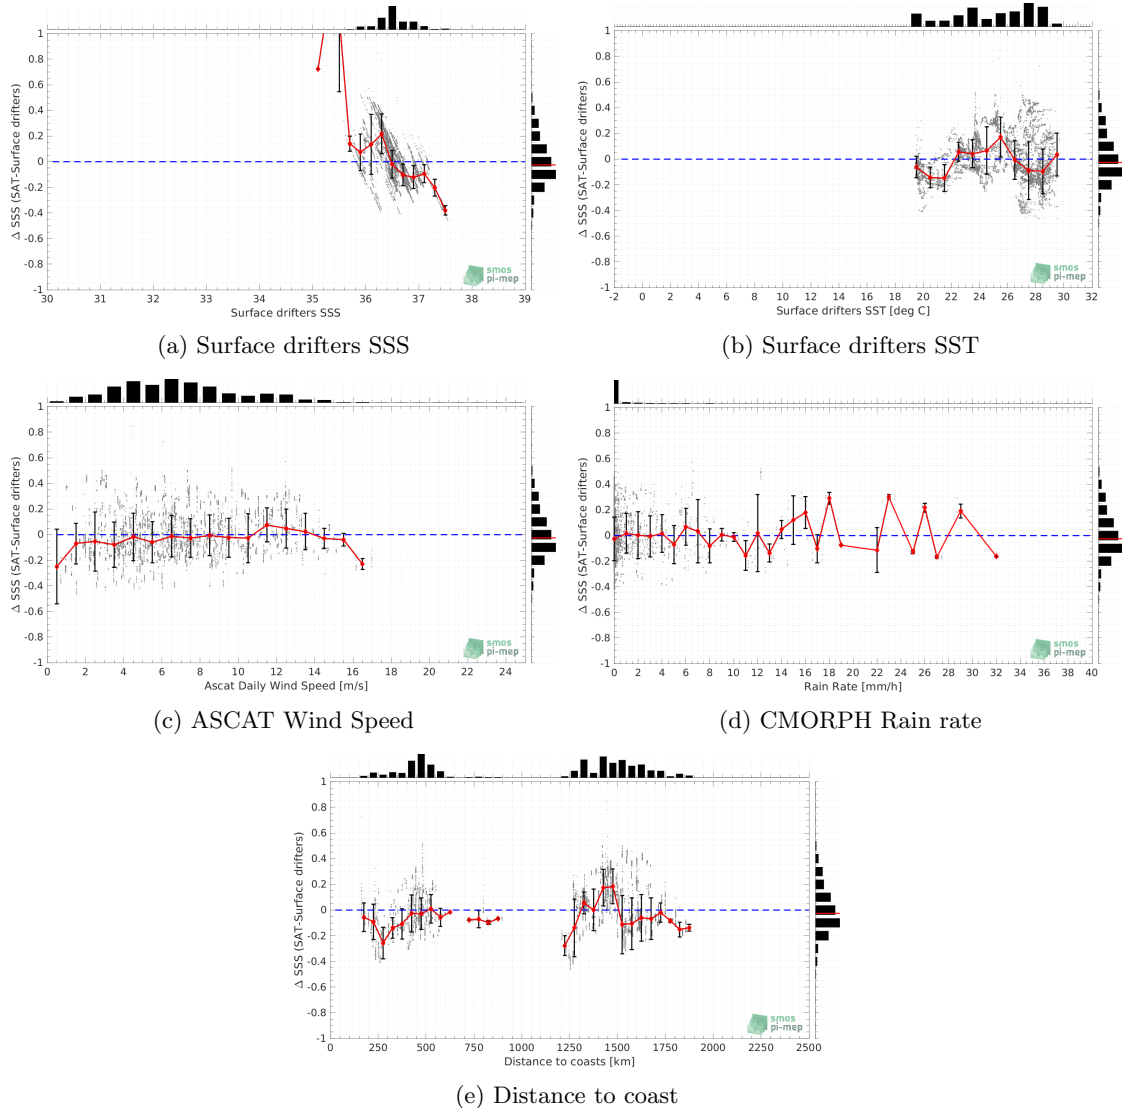 1
0.8
0.6
0.4
0.2
0
-0.2
-0.4
-0.6
-0.8
-1
Δ SSS (SAT-Surface drifters)
30 31 32 33 34 35 36 37 38 39
Surface drifters SSS
smos
pi-mep
(a) Surface drifters SSS
1
0.8
0.6
0.4
0.2
0
-0.2
-0.4
-0.6
-0.8
-1
Δ SSS (SAT-Surface drifters)
-2 0 2 4 6 8 10 12 14 16 18 20 22 24 26 28 30 32
Surface drifters SST [deg C]
smos
pi-mep
(b) Surface drifters SST
1
0.8
0.6
0.4
0.2
0
-0.2
-0.4
-0.6
-0.8
-1
Δ SSS (SAT-Surface drifters)
0 2 4 6 8 10 12 14 16 18 20 22 24
Ascat Daily Wind Speed [m/s]
smos
pi-mep
(c) ASCAT Wind Speed
1
0.8
0.6
0.4
0.2
0
-0.2
-0.4
-0.6
-0.8
-1
Δ SSS (SAT-Surface drifters)
0 2 4 6 8 10 12 14 16 18 20 22 24 26 28 30 32 34 36 38 40
Rain Rate [mm/h]
smos
pi-mep
(d) CMORPH Rain rate
1
0.8
0.6
0.4
0.2
0
-0.2
-0.4
-0.6
-0.8
-1
Δ SSS (SAT-Surface drifters)
0 250 500 750 1000 1250 1500 1750 2000 2250 2500
Distance to coasts [km]
smos
pi-mep
(e) Distance to coast